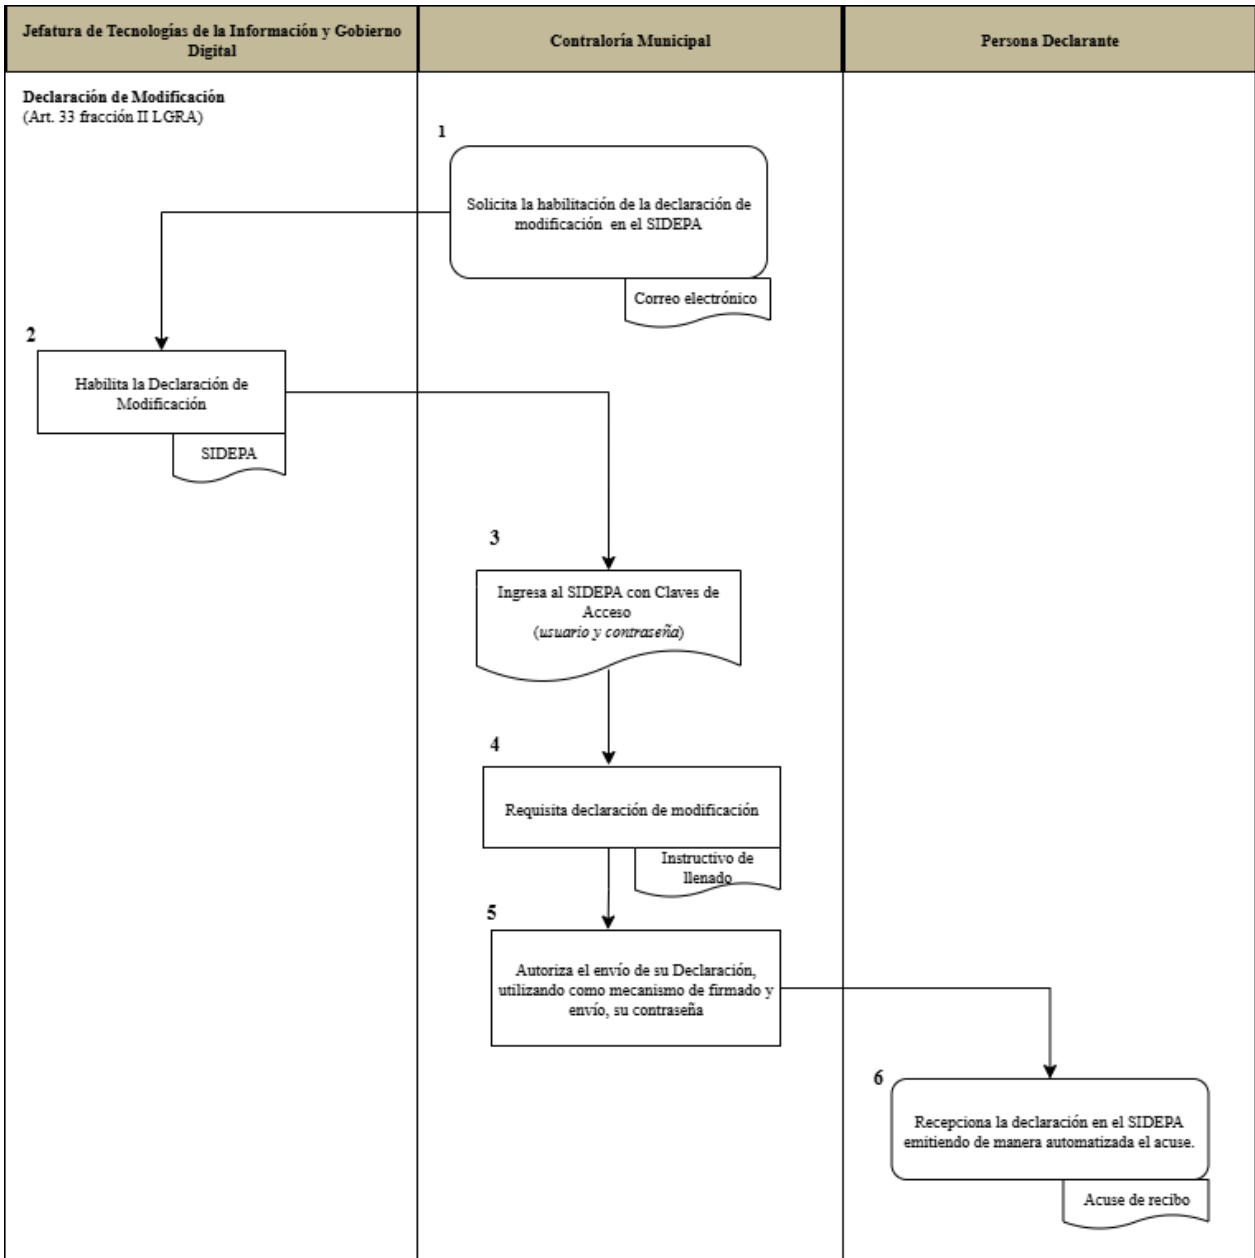 Jefatura de Tecnologías de la Información y Gobierno
Digital
Contraloría Municipal
Persona Declarante
Declaración de Modificación
(Art. 33 fracción II LGRA)
1
Solicita la habilitación de la declaración de
modificación en el SIDEPA
Correo electrónico
2
Habilita la Declaración de
Modificación
SIDEPA
3
Ingresa al SIDEPA con Claves de
Acceso
(usuario y contraseña)
4
Requisita declaración de modificación
Instructivo de
llenado
5
Autoriza el envío de su Declaración,
utilizando como mecanismo de firmado y
envío, su contraseña
6
Recepciona la declaración en el SIDEPA
emitiendo de manera automatizada el acuse.
Acuse de recibo